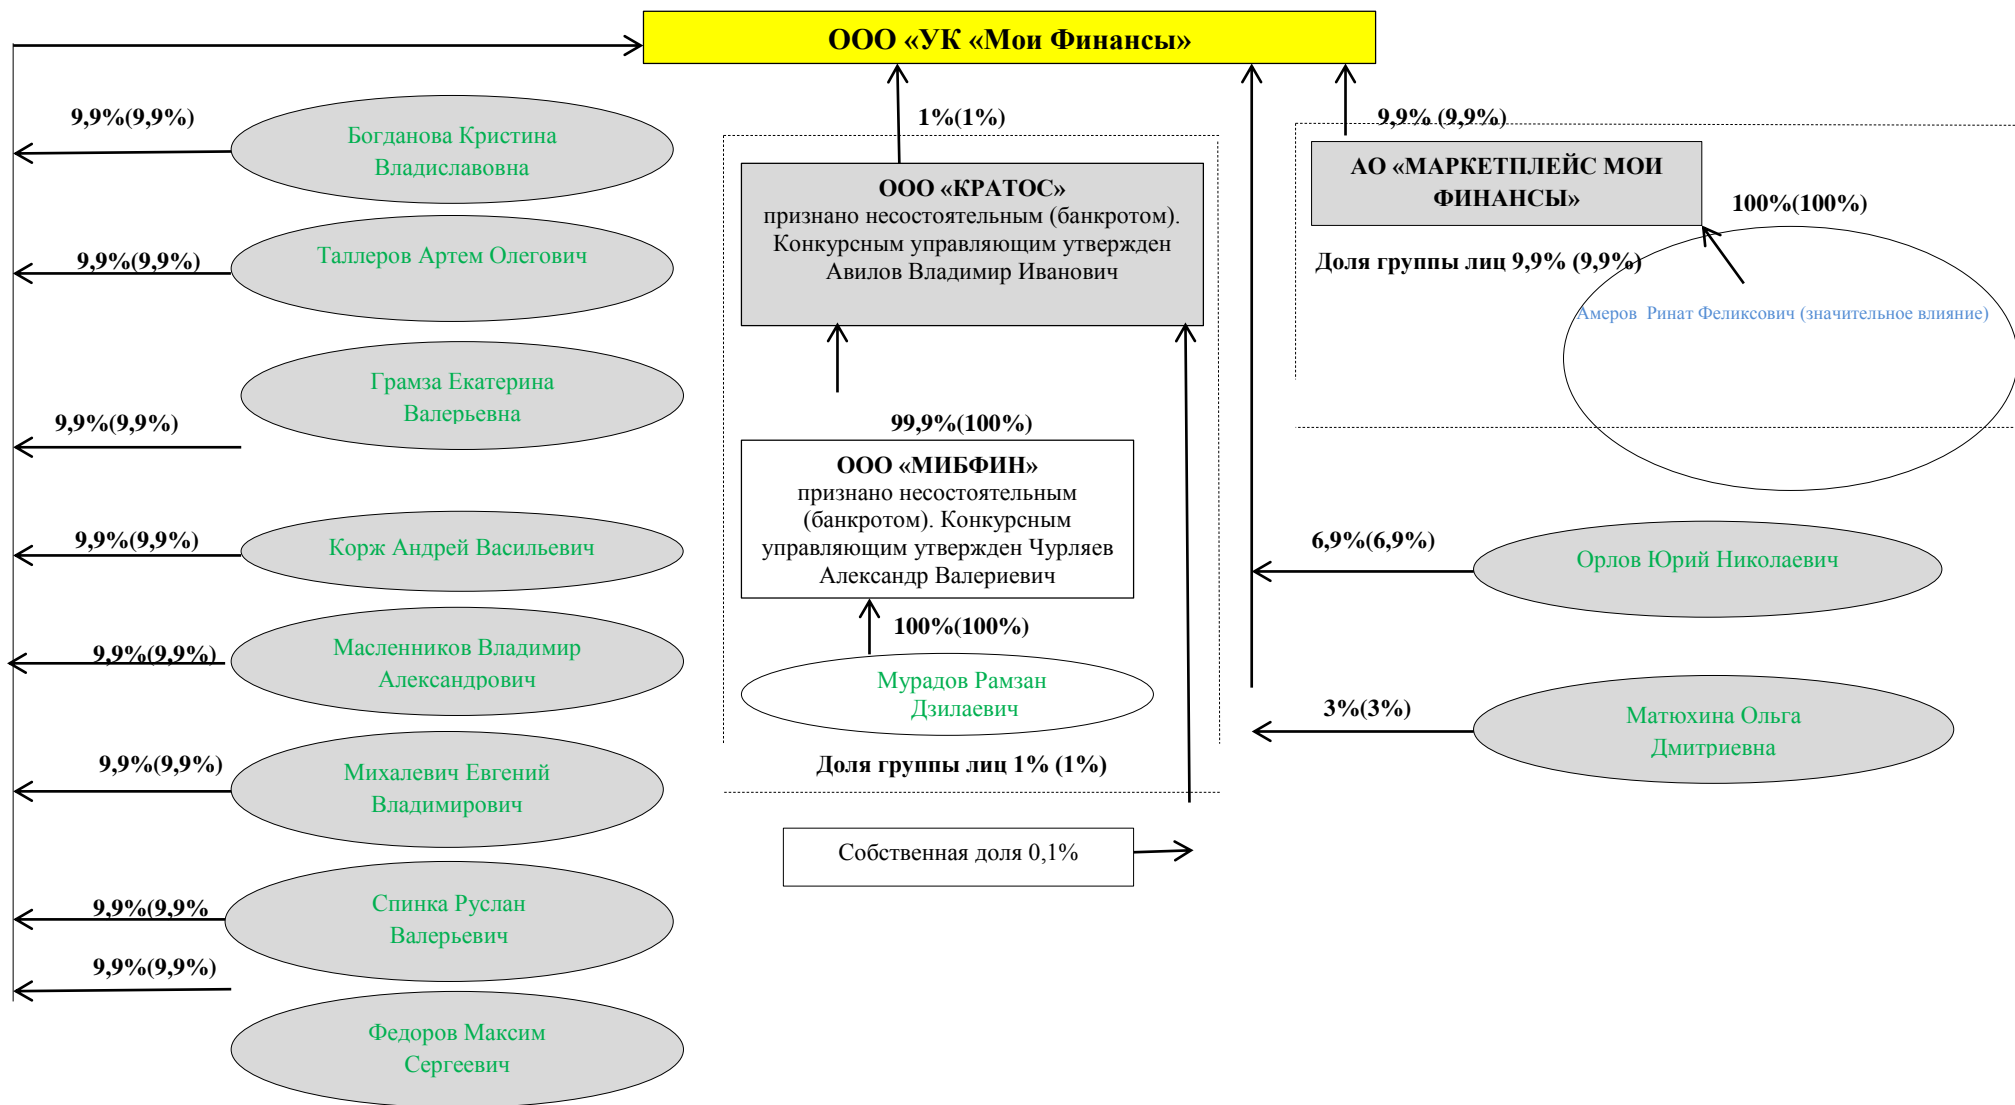 ООО «УК «Мои Финансы»
9,9%(9,9%)
Богданова Кристина
Владиславовна
9,9%(9,9%)
Таллеров Артем Олегович
9,9%(9,9%)
Грамза Екатерина
Валерьевна
9,9%(9,9%)
Корж Андрей Васильевич
9,9%(9,9%)
Масленников Владимир
Александрович
9,9%(9,9%)
Михалевич Евгений
Владимирович
9,9%(9,9%
Спинка Руслан
Валерьевич
9,9%(9,9%)
Федоров Максим
Сергеевич
1%(1%)
ООО «КРАТОС»
признано несостоятельным (банкротом).
Конкурсным управляющим утвержден
Авилов Владимир Иванович
99,9%(100%)
ООО «МИБФИН»
признано несостоятельным
(банкротом). Конкурсным
управляющим утвержден Чурляев
Александр Валериевич
100%(100%)
Мурадов Рамзан
Дзилаевич
Доля группы лиц 1% (1%)
Собственная доля 0,1%
9,9% (9,9%)
АО «МАРКЕТПЛЕЙС МОИ
ФИНАНСЫ»
100%(100%)
Доля группы лиц 9,9% (9,9%)
Амеров Ринат Феликсович (значительное влияние)
6,9%(6,9%)
Орлов Юрий Николаевич
3%(3%)
Матюхина Ольга
Дмитриевна